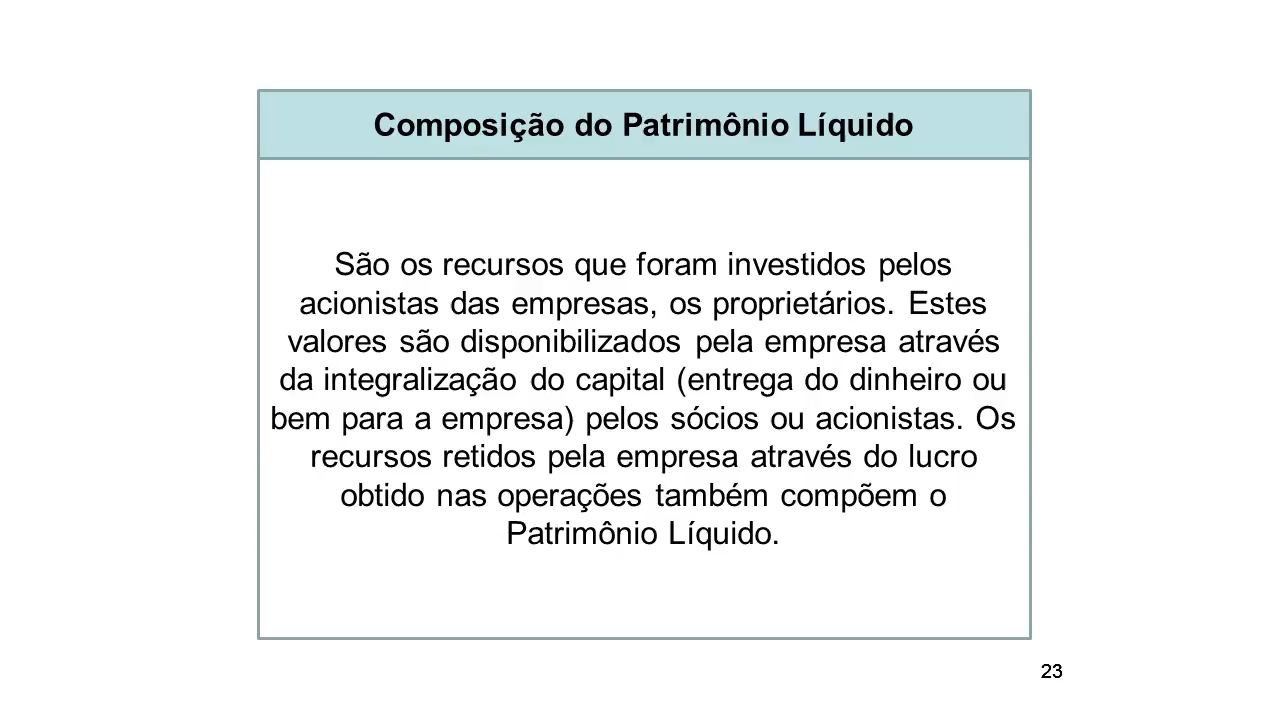 Composição do Patrimônio Líquido
São os recursos que foram investidos pelos
acionistas das empresas, os proprietários. Estes
valores são disponibilizados pela empresa através
da integralização do capital (entrega do dinheiro ou
bem para a empresa) pelos sócios ou acionistas. Os
recursos retidos pela empresa através do lucro
obtido nas operações também compõem o
Patrimônio Líquido.
23